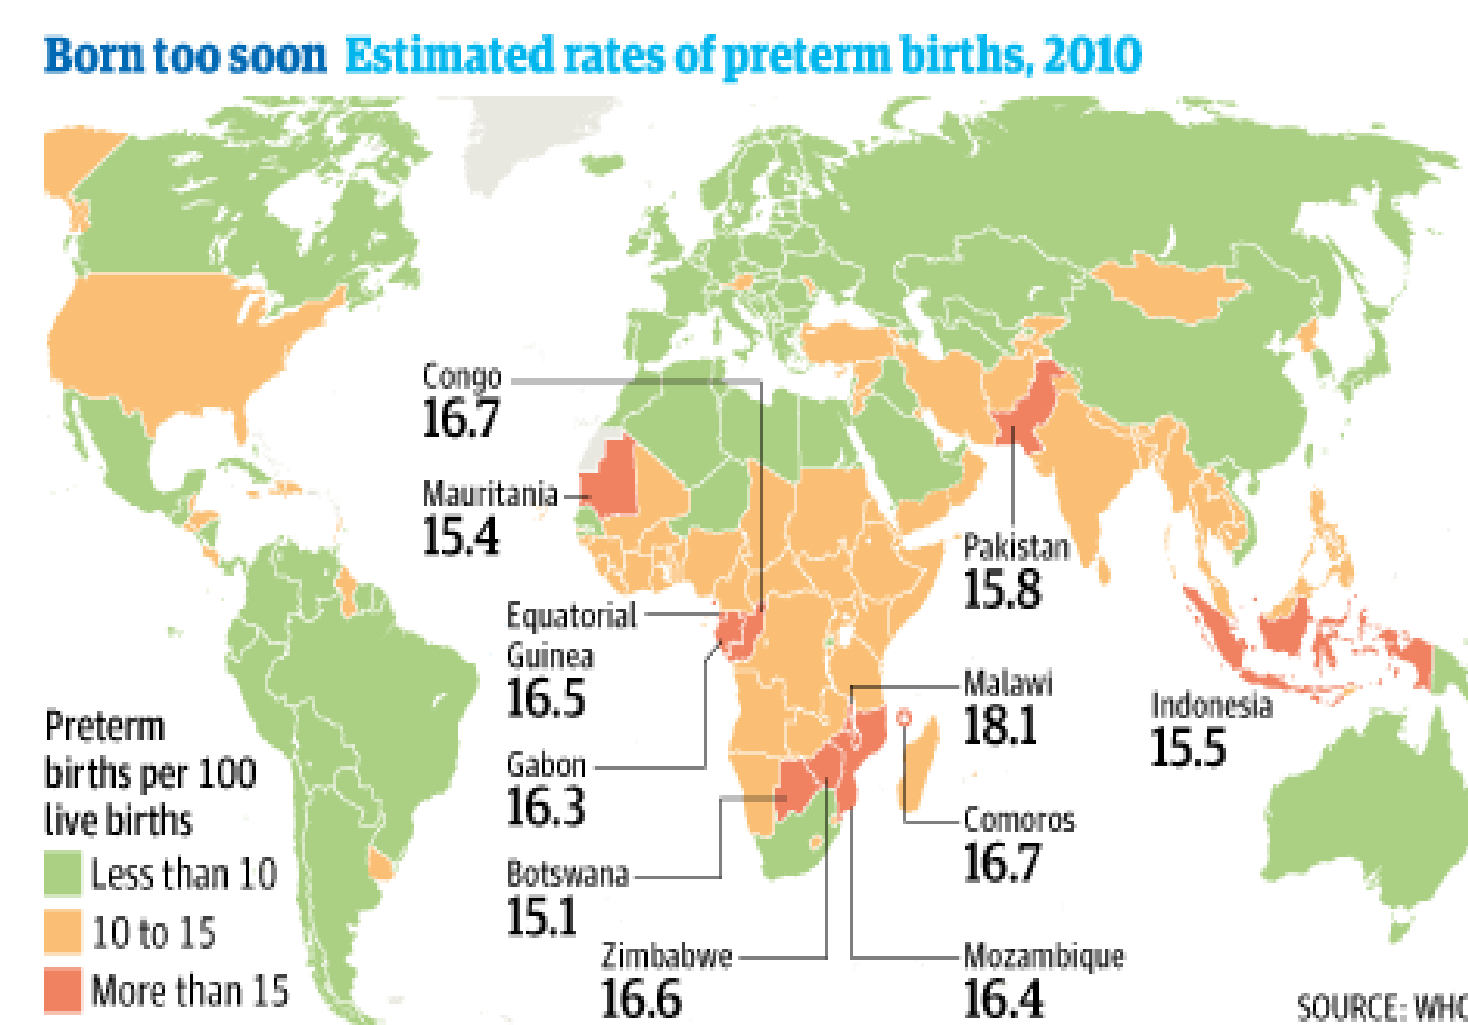 Born too soon Estimated rates of preterm births, 2010
Congo
16.7
Mauritania
15.4
Equatorial
Guinea
16.5
Gabon
16.3
Botswana
15.1
Zimbabwe
16.6
Pakistan
15.8
Malawi
18.1
Comoros
16.7
Mozambique
16.4
Indonesia
15.5
Preterm
births per 100
live births
Less than 10
10 to 15
More than 15
SOURCE: WHO